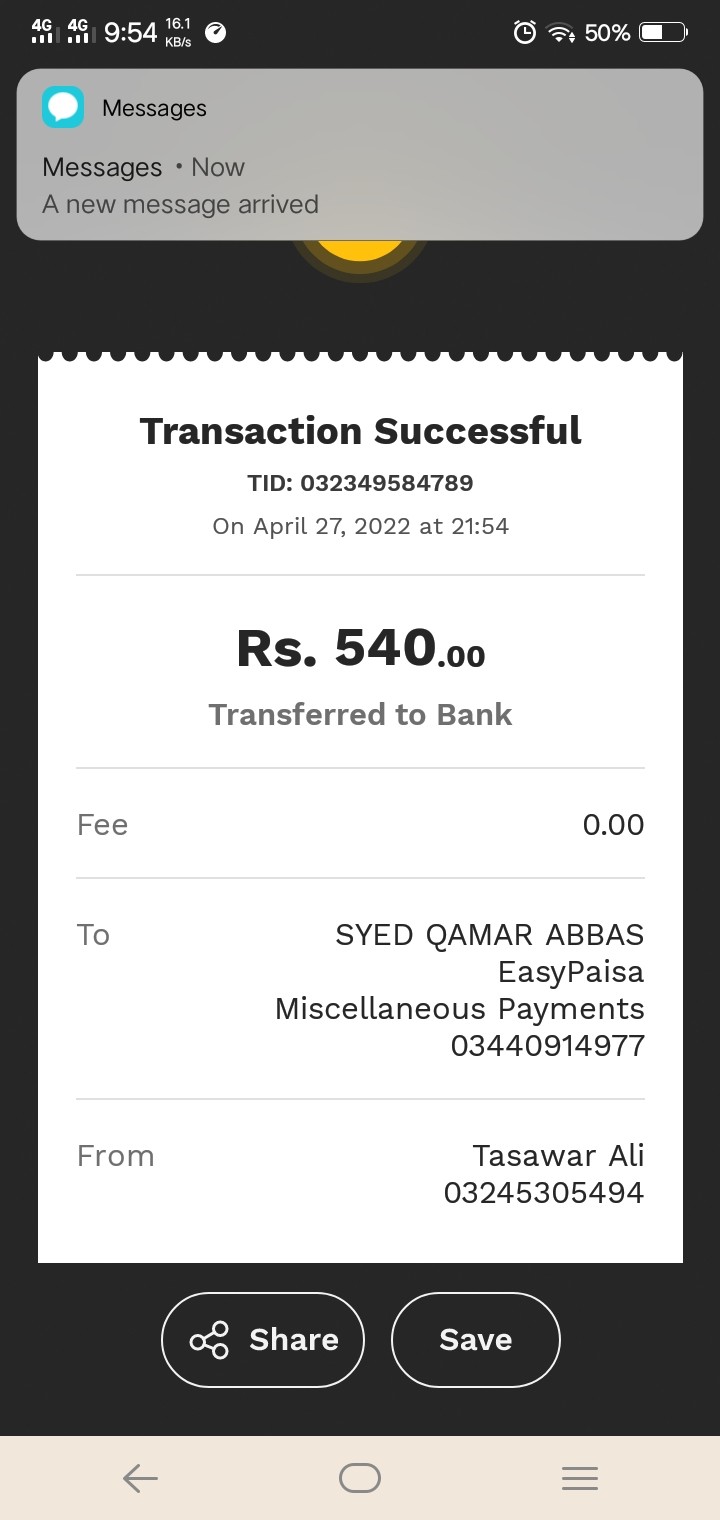 4G 4G 9:54 16.1 KB/s 50%
Messages
Messages • Now
A new message arrived
Transaction Successful
TID: 032349584789
On April 27, 2022 at 21:54
Rs. 540.00
Transferred to Bank
Fee 0.00
To SYED QAMAR ABBAS
EasyPaisa
Miscellaneous Payments
03440914977
From Tasawar Ali
03245305494
Share Save